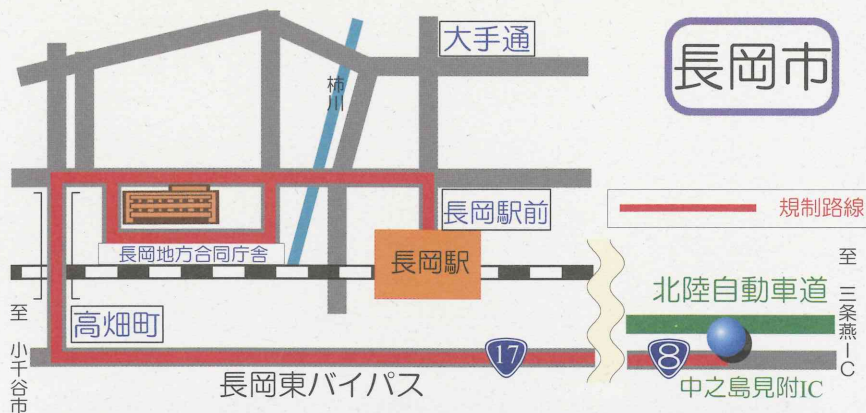 大手通
長岡市
柿川
長岡駅前
規制路線
長岡地方合同庁舎
長岡駅
北陸自動車道
至 三条燕IC
至 小千谷市
高畑町
17
8
長岡東バイパス
中之島見附IC